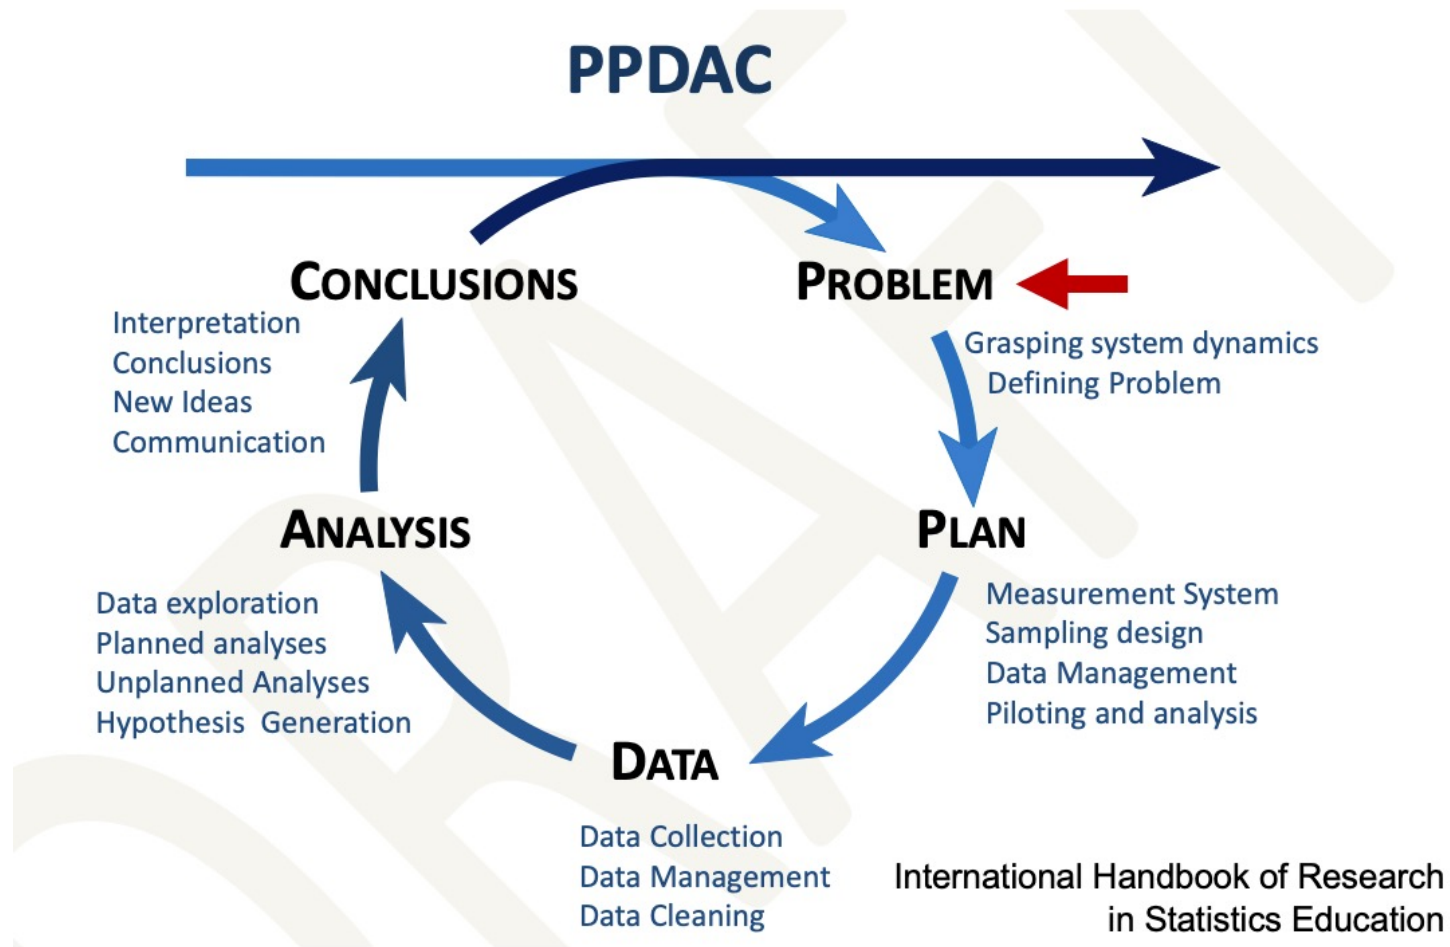 PPDAC
CONCLUSIONS
Interpretation
Conclusions
New Ideas
Communication
PROBLEM
Grasping system dynamics
Defining Problem
ANALYSIS
Data exploration
Planned analyses
Unplanned Analyses
Hypothesis  Generation
PLAN
Measurement System
Sampling design
Data Management
Piloting and analysis
DATA
Data Collection
Data Management
Data Cleaning
International Handbook of Research
in Statistics Education
DRAFT